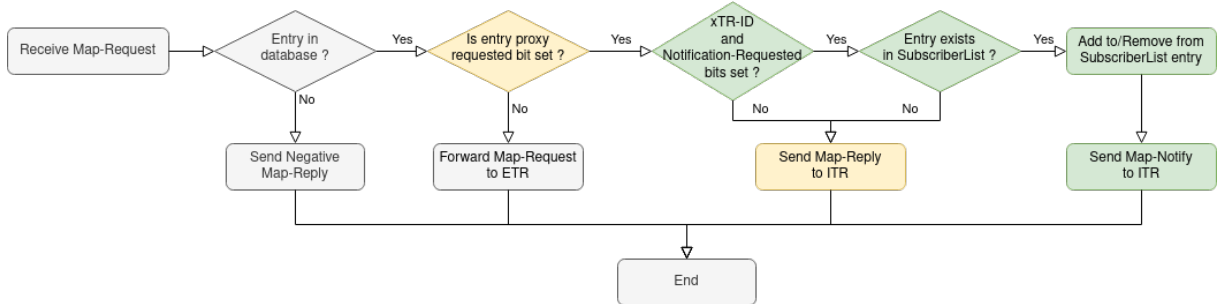 Receive Map-Request
Entry in
database ?
Yes
Is entry proxy
requested bit set ?
Yes
xTR-ID
and
Notification-Requested
bits set ?
Yes
Entry exists
in SubscriberList ?
Yes
Add to/Remove from
SubscriberList entry
No
No
No
No
Send Negative
Map-Reply
Forward Map-Request
to ETR
Send Map-Reply
to ITR
Send Map-Notify
to ITR
End